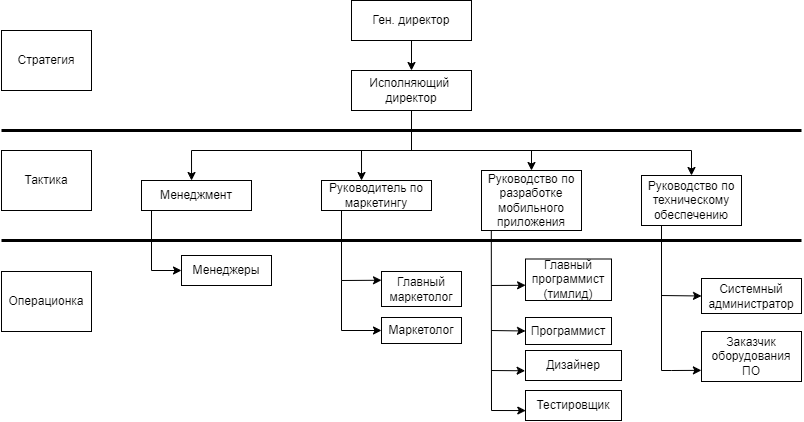 Ген. директор
Стратегия
Исполняющий
директор
Тактика
Менеджмент
Руководитель по
маркетингу
Руководство по
разработке
мобильного
приложения
Руководство по
техническому
обеспечению
Операционка
Менеджеры
Главный
маркетолог
Маркетолог
Главный
программист
(тимлид)
Программист
Дизайнер
Тестировщик
Системный
администратор
Заказчик
оборудования
ПО